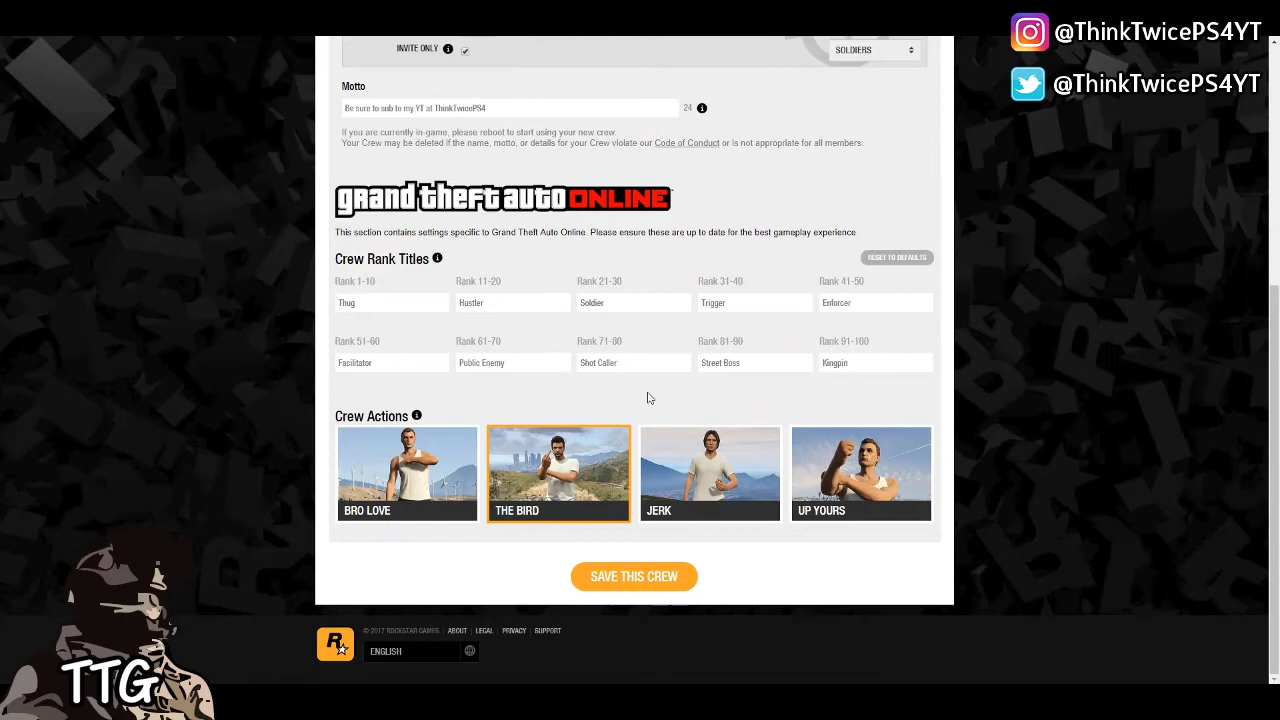 @ThinkTwicePS4YT
@ThinkTwicePS4YT
INVITE ONLY
SOLDIERS
Motto
Be sure to sub to my YT at ThinkTwicePS4
24
If you are currently in-game, please reboot to start using your new crew.
Your Crew may be deleted if the name, motto, or details for your Crew violate our Code of Conduct or is not appropriate for all members.
grand theft auto ONLINE
This section contains settings specific to Grand Theft Auto Online. Please ensure these are up to date for the best gameplay experience
Crew Rank Titles
RESET TO DEFAULTS
Rank 1-10 Rank 11-20 Rank 21-30 Rank 31-40 Rank 41-50
Thug Hustler Soldier Trigger Enforcer
Rank 51-60 Rank 61-70 Rank 71-80 Rank 81-90 Rank 91-100
Facilitator Public Enemy Shot Caller Street Boss Kingpin
Crew Actions
BRO LOVE THE BIRD JERK UP YOURS
SAVE THIS CREW
© 2017 ROCKSTAR GAMES | ABOUT | LEGAL | PRIVACY | SUPPORT
R
ENGLISH
TTG